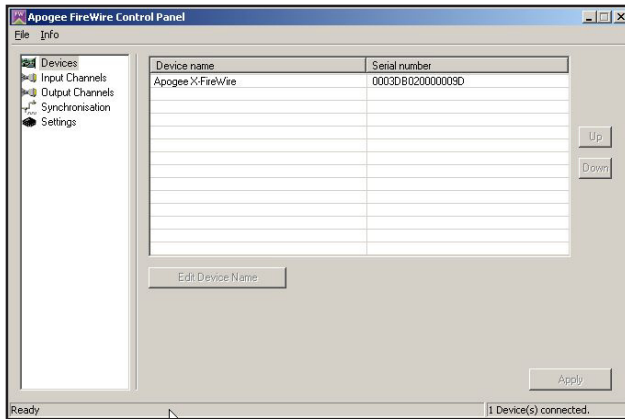 Apogee FireWire Control Panel
File Info
Devices
Input Channels
Output Channels
Synchronisation
Settings
Device name Serial number
Apogee X-FireWire 0003DB020000009D
Up
Down
Edit Device Name
Apply
Ready 1 Device(s) connected.